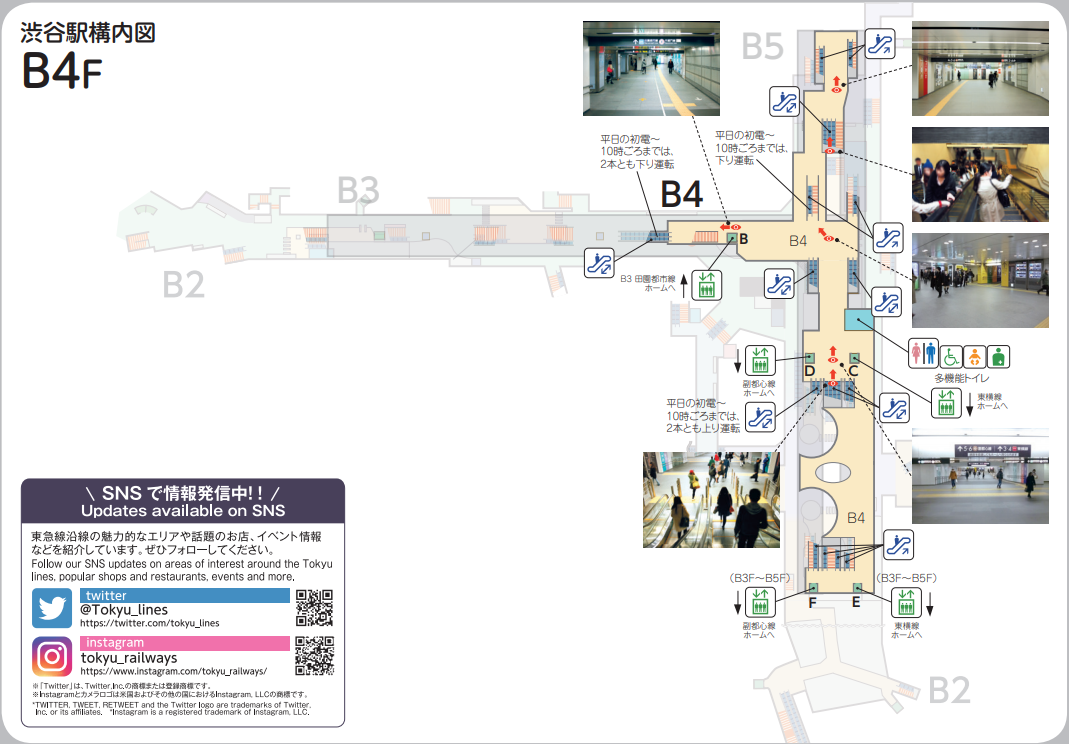 渋谷駅構内図
B4F
B5
平日の初電～
10時ごろまでは、
2本とも下り運転
平日の初電～
10時ごろまでは、
下り運転
B3
B4
B2
B
B4
B3 田園都市線
ホームへ
D
C
副都心線
ホームへ
多機能トイレ
東横線
ホームへ
平日の初電～
10時ごろまでは、
2本とも上り運転
B4
(B3F～B5F)
(B3F～B5F)
F
E
副都心線
ホームへ
東横線
ホームへ
B2
\ SNS で情報発信中!! /
Updates available on SNS
東急線沿線の魅力的なエリアや話題のお店、イベント情報
などを紹介しています。ぜひフォローしてください。
Follow our SNS updates on areas of interest around the Tokyu
lines, popular shops and restaurants, events and more.
twitter
@Tokyu_lines
https://twitter.com/tokyu_lines
instagram
tokyu_railways
https://www.instagram.com/tokyu_railways/
※「Twitter」は、Twitter,Inc.の商標または登録商標です。
※Instagramとカメラロゴは米国およびその他の国におけるInstagram, LLCの商標です。
*TWITTER, TWEET, RETWEET and the Twitter logo are trademarks of Twitter,
Inc. or its affiliates. *Instagram is a registered trademark of Instagram, LLC.